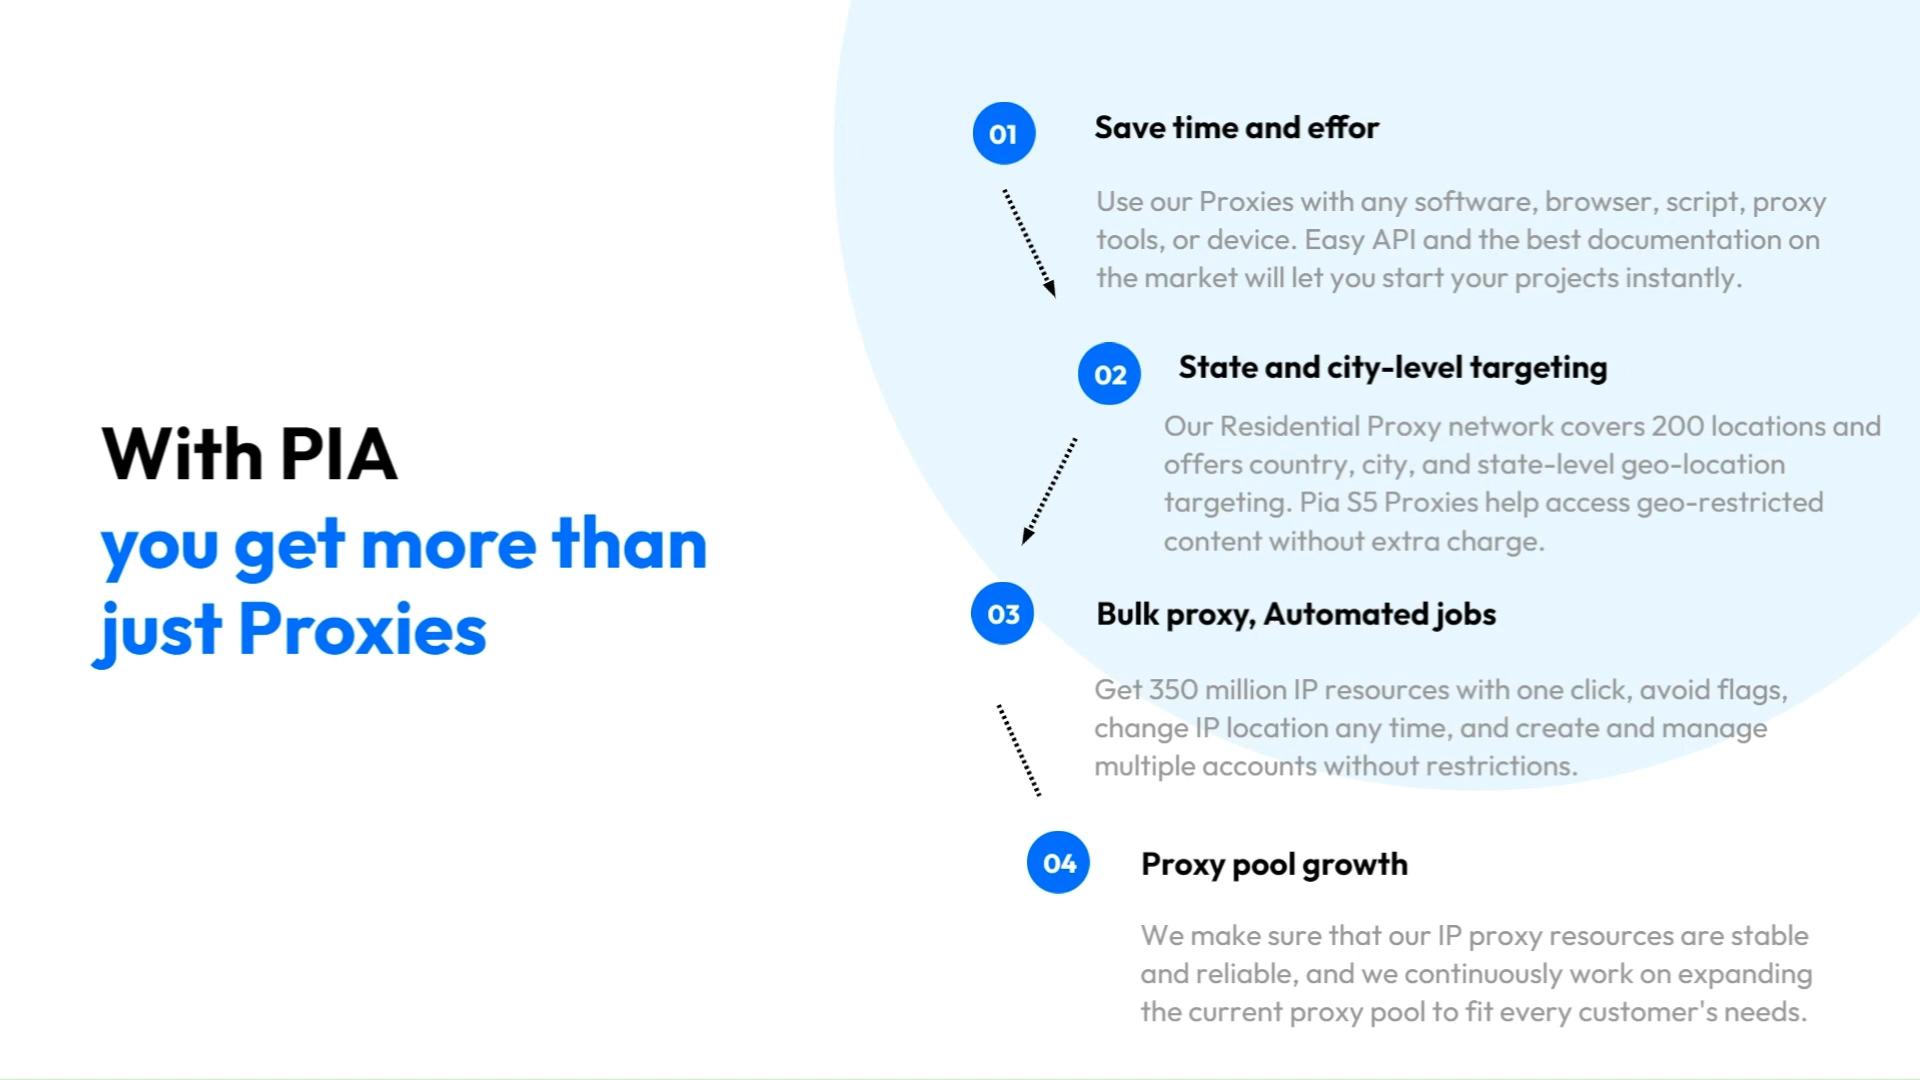 With PIA
you get more than
just Proxies
01
Save time and effor
Use our Proxies with any software, browser, script, proxy
tools, or device. Easy API and the best documentation on
the market will let you start your projects instantly.
02
State and city-level targeting
Our Residential Proxy network covers 200 locations and
offers country, city, and state-level geo-location
targeting. Pia S5 Proxies help access geo-restricted
content without extra charge.
03
Bulk proxy, Automated jobs
Get 350 million IP resources with one click, avoid flags,
change IP location any time, and create and manage
multiple accounts without restrictions.
04
Proxy pool growth
We make sure that our IP proxy resources are stable
and reliable, and we continuously work on expanding
the current proxy pool to fit every customer's needs.